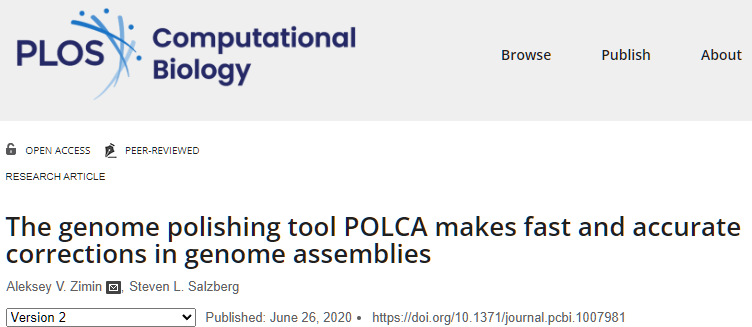 PLOS Computational Biology
Browse Publish About
OPEN ACCESS PEER-REVIEWED
RESEARCH ARTICLE
The genome polishing tool POLCA makes fast and accurate
corrections in genome assemblies
Aleksey V. Zimin, Steven L. Salzberg
Version 2 Published: June 26, 2020 • https://doi.org/10.1371/journal.pcbi.1007981